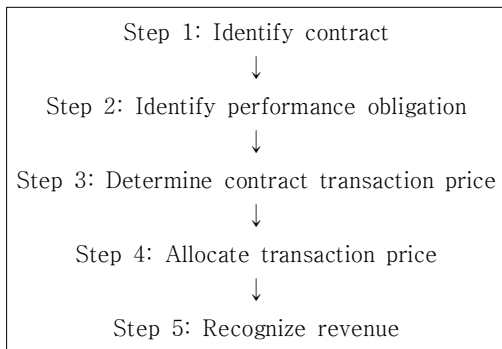 Step 1: Identify contract
↓
Step 2: Identify performance obligation
↓
Step 3: Determine contract transaction price
↓
Step 4: Allocate transaction price
↓
Step 5: Recognize revenue